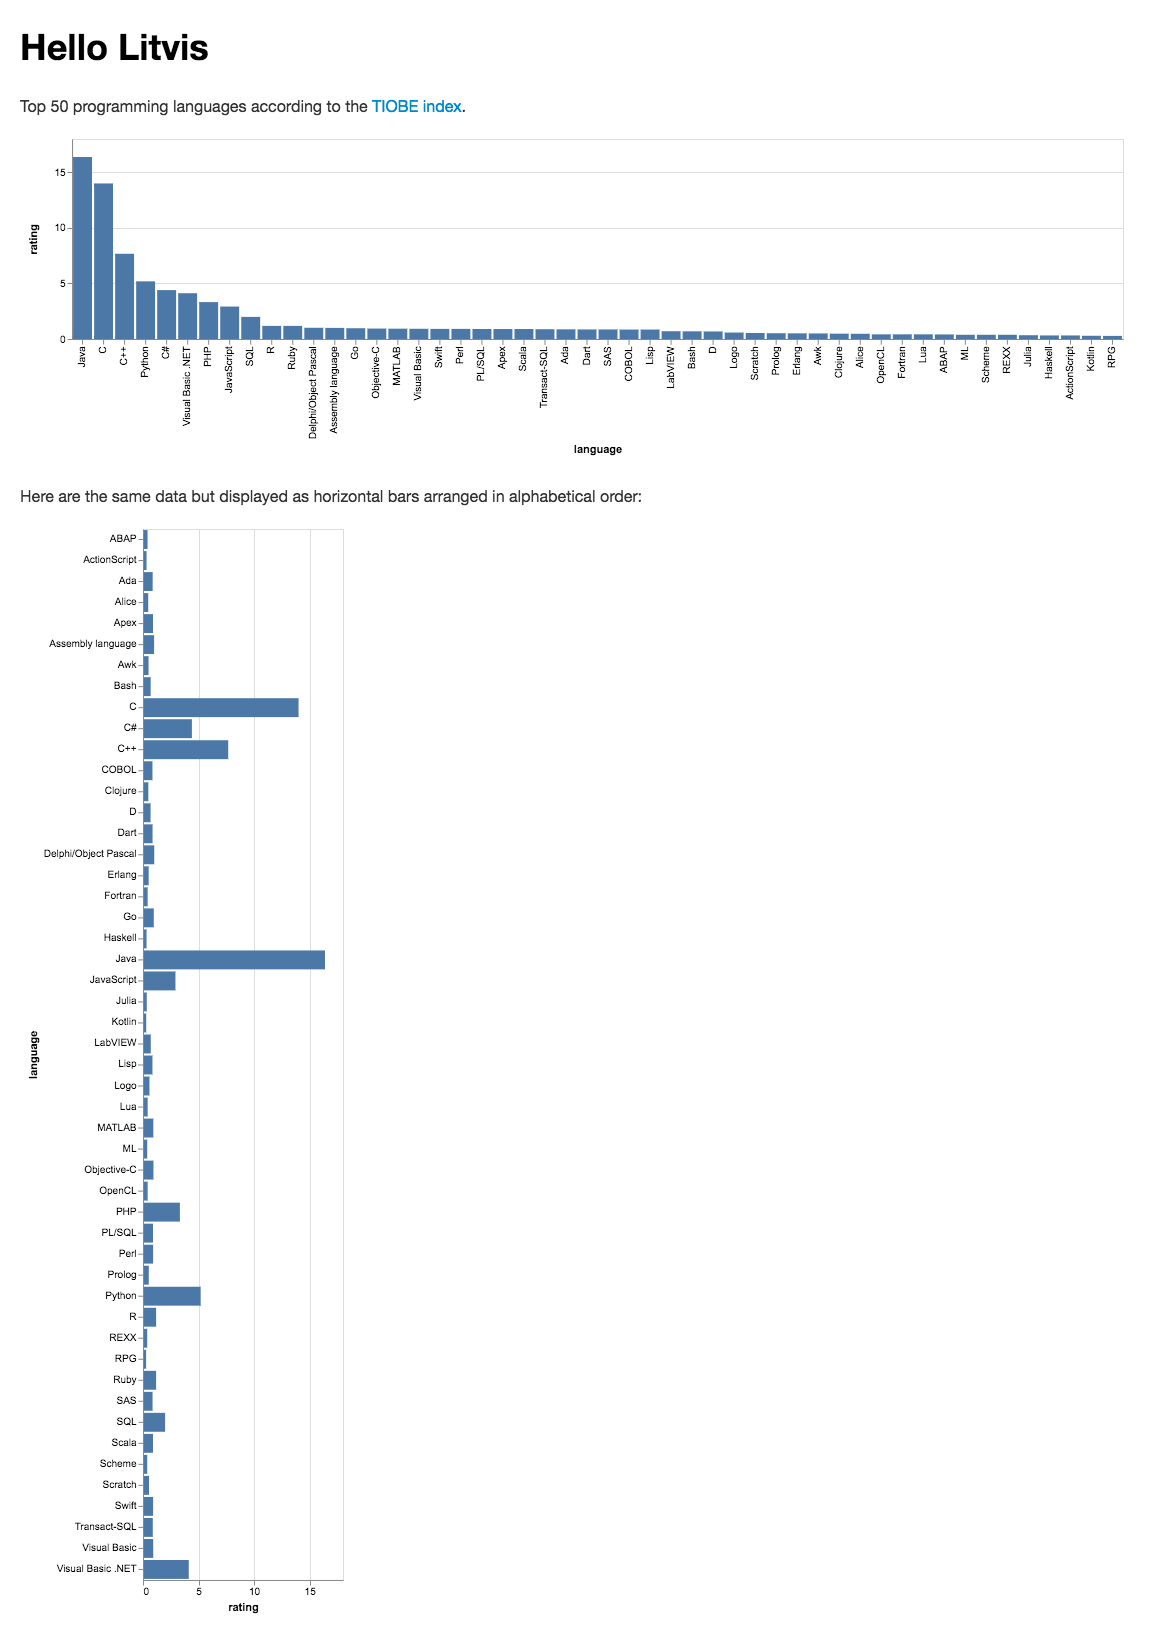 Hello Litvis
Top 50 programming languages according to the TIOBE index.
15
10
5
0
rating
Java
C
C++
Python
C#
Visual Basic .NET
PHP
JavaScript
SQL
R
Ruby
Delphi/Object Pascal
Assembly language
Go
Objective-C
MATLAB
Visual Basic
Swift
Perl
PL/SQL
Apex
Scala
Transact-SQL
Ada
Dart
SAS
COBOL
Lisp
LabVIEW
Bash
D
Logo
Scratch
Prolog
Erlang
Awk
Clojure
Alice
OpenCL
Fortran
Lua
ABAP
ML
Scheme
REXX
Julia
Haskell
ActionScript
Kotlin
RPG
language
Here are the same data but displayed as horizontal bars arranged in alphabetical order:
ABAP
ActionScript
Ada
Alice
Apex
Assembly language
Awk
Bash
C
C#
C++
COBOL
Clojure
D
Dart
Delphi/Object Pascal
Erlang
Fortran
Go
Haskell
Java
JavaScript
Julia
Kotlin
LabVIEW
Lisp
Logo
Lua
MATLAB
ML
Objective-C
OpenCL
PHP
PL/SQL
Perl
Prolog
Python
R
REXX
RPG
Ruby
SAS
SQL
Scala
Scheme
Scratch
Swift
Transact-SQL
Visual Basic
Visual Basic .NET
language
0 5 10 15
rating